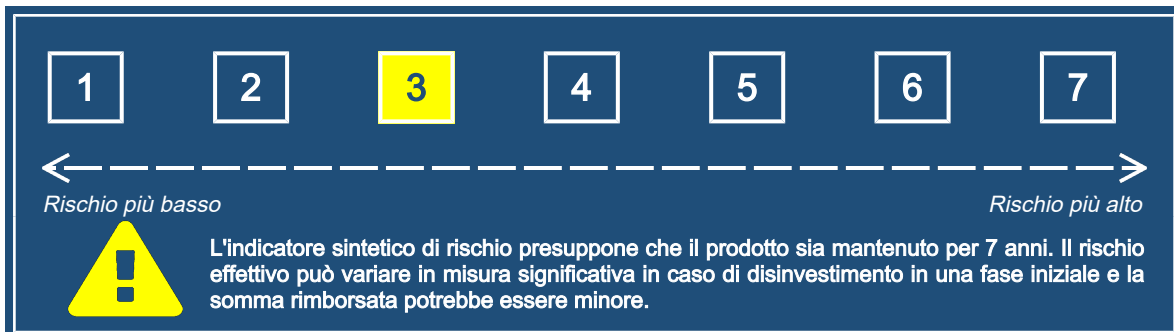 1 2 3 4 5 6 7
Rischio più basso Rischio più alto
L'indicatore sintetico di rischio presuppone che il prodotto sia mantenuto per 7 anni. Il rischio
effettivo può variare in misura significativa in caso di disinvestimento in una fase iniziale e la
somma rimborsata potrebbe essere minore.